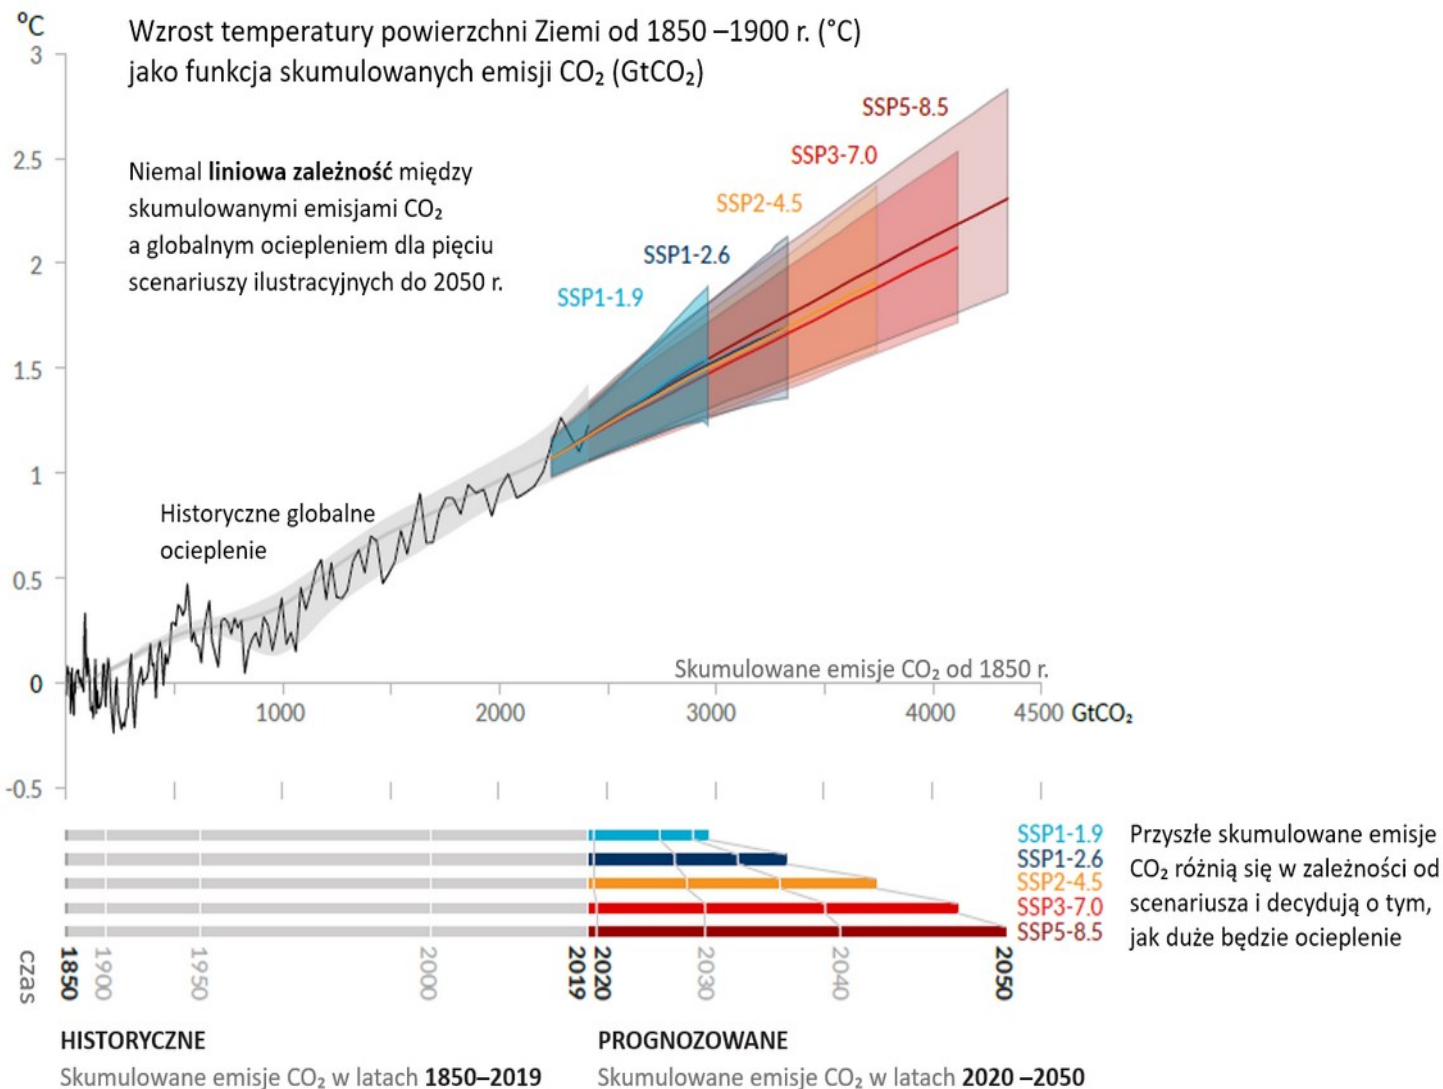 °C
Wzrost temperatury powierzchni Ziemi od 1850 –1900 r. (°C)
jako funkcja skumulowanych emisji CO₂ (GtCO₂)
3
SSP5-8.5
2.5
SSP3-7.0
Niemal liniowa zależność między
skumulowanymi emisjami CO₂
a globalnym ociepleniem dla pięciu
scenariuszy ilustracyjnych do 2050 r.
SSP2-4.5
SSP1-2.6
2
SSP1-1.9
1.5
1
Historyczne globalne
ocieplenie
0.5
Skumulowane emisje CO₂ od 1850 r.
0
1000
2000
3000
4000
4500 GtCO₂
-0.5
SSP1-1.9
SSP1-2.6
SSP2-4.5
SSP3-7.0
SSP5-8.5
Przyszłe skumulowane emisje
CO₂ różnią się w zależności od
scenariusza i decydują o tym,
jak duże będzie ocieplenie
czas
1850
1900
1950
2000
2019
2020
2030
2040
2050
HISTORYCZNE
Skumulowane emisje CO₂ w latach 1850–2019
PROGNOZOWANE
Skumulowane emisje CO₂ w latach 2020 –2050